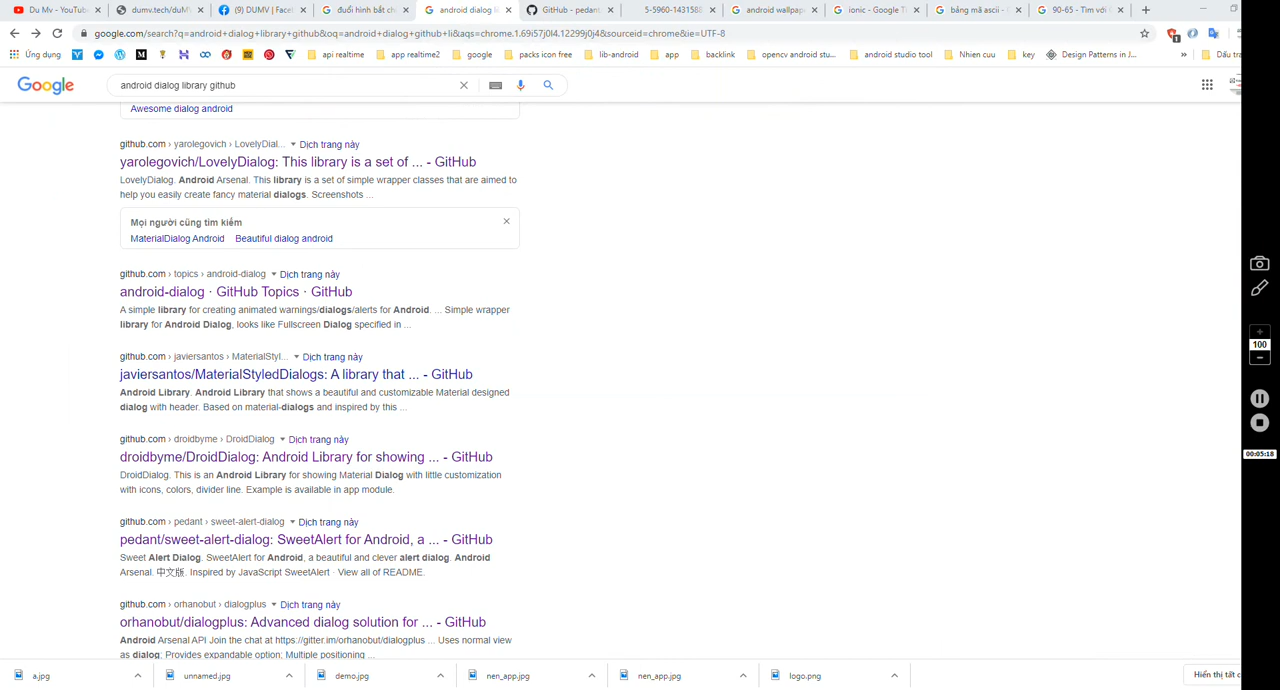 Du Mv - YouTube
dumv.tech/duMV
(9) DUMV | Face
đuổi hình bắt ch
android dialog li
GitHub - pedant
5-5960-1431588
android wallpap
ionic - Google T
bảng mã ascii - G
90-65 - Tìm với
google.com/search?q=android+dialog+library+github&oq=android+dialog+github+li&aqs=chrome.1.69i57j0l4.12299j0j4&sourceid=chrome&ie=UTF-8
Ứng dụng
api realtime
app realtime2
google
packs icon free
lib-android
app
backlink
opencv android stu...
android studio tool
Nhien cuu
key
Design Patterns in J...
»
Dấu tra
Google
android dialog library github
Awesome dialog android
github.com › yarolegovich › LovelyDial... Dịch trang này
yarolegovich/LovelyDialog: This library is a set of ... - GitHub
LovelyDialog. Android Arsenal. This library is a set of simple wrapper classes that are aimed to
help you easily create fancy material dialogs. Screenshots ...
Mọi người cũng tìm kiếm
MaterialDialog Android Beautiful dialog android
github.com › topics › android-dialog Dịch trang này
android-dialog · GitHub Topics · GitHub
A simple library for creating animated warnings/dialogs/alerts for Android. ... Simple wrapper
library for Android Dialog, looks like Fullscreen Dialog specified in ...
github.com › javiersantos › MaterialStyl... Dịch trang này
javiersantos/MaterialStyledDialogs: A library that ... - GitHub
Android Library. Android Library that shows a beautiful and customizable Material designed
dialog with header. Based on material-dialogs and inspired by this ...
github.com › droidbyme › DroidDialog Dịch trang này
droidbyme/DroidDialog: Android Library for showing ... - GitHub
DroidDialog. This is an Android Library for showing Material Dialog with little customization
with icons, colors, divider line. Example is available in app module.
github.com › pedant › sweet-alert-dialog Dịch trang này
pedant/sweet-alert-dialog: SweetAlert for Android, a ... - GitHub
Sweet Alert Dialog. SweetAlert for Android, a beautiful and clever alert dialog. Android
Arsenal. 中文版. Inspired by JavaScript SweetAlert · View all of README.
github.com › orhanobut › dialogplus Dịch trang này
orhanobut/dialogplus: Advanced dialog solution for ... - GitHub
Android Arsenal API Join the chat at https://gitter.im/orhanobut/dialogplus ... Uses normal view
as dialog; Provides expandable option; Multiple positioning ...
100
00:05:18
a.jpg
unnamed.jpg
demo.jpg
nen_app.jpg
nen_app.jpg
logo.png
Hiển thị tất c